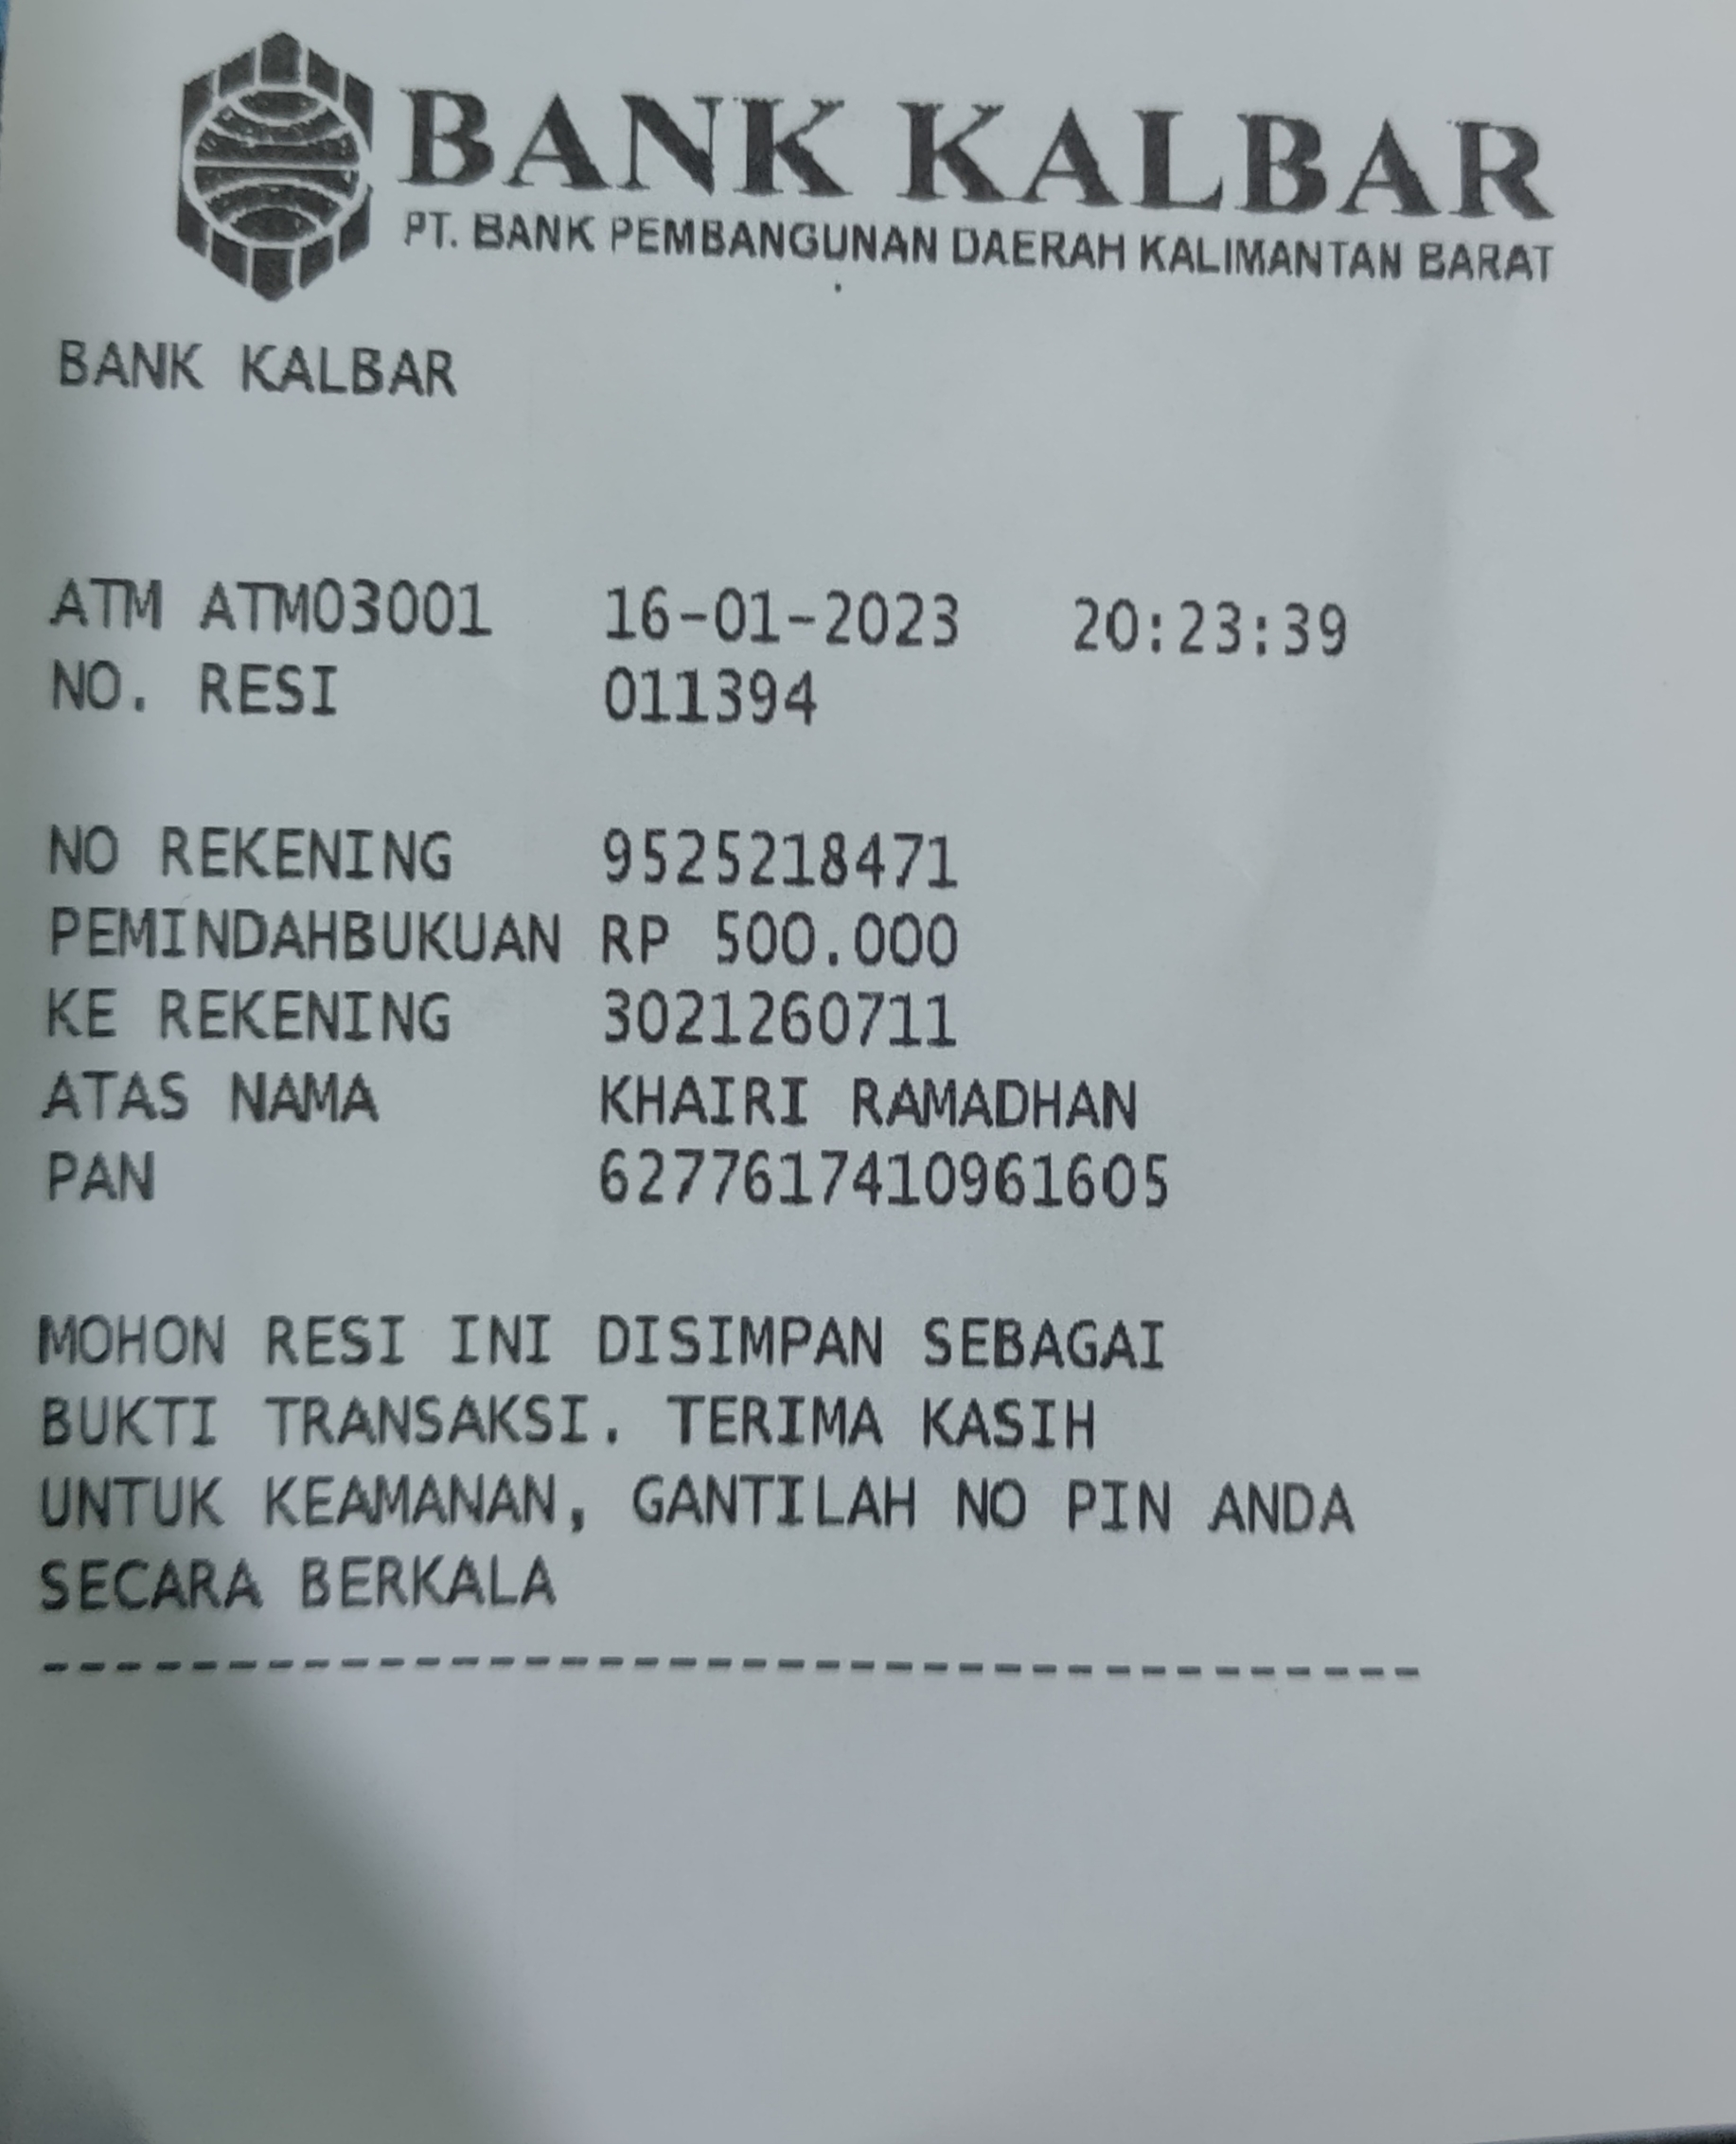 BANK KALBAR
PT. BANK PEMBANGUNAN DAERAH KALIMANTAN BARAT
BANK KALBAR
ATM ATM03001 16-01-2023 20:23:39
NO. RESI 011394
NO REKENING 9525218471
PEMINDAHBUKUAN RP 500.000
KE REKENING 3021260711
ATAS NAMA KHAIRI RAMADHAN
PAN 6277617410961605
MOHON RESI INI DISIMPAN SEBAGAI
BUKTI TRANSAKSI. TERIMA KASIH
UNTUK KEAMANAN, GANTILAH NO PIN ANDA
SECARA BERKALA
-------------------------------------